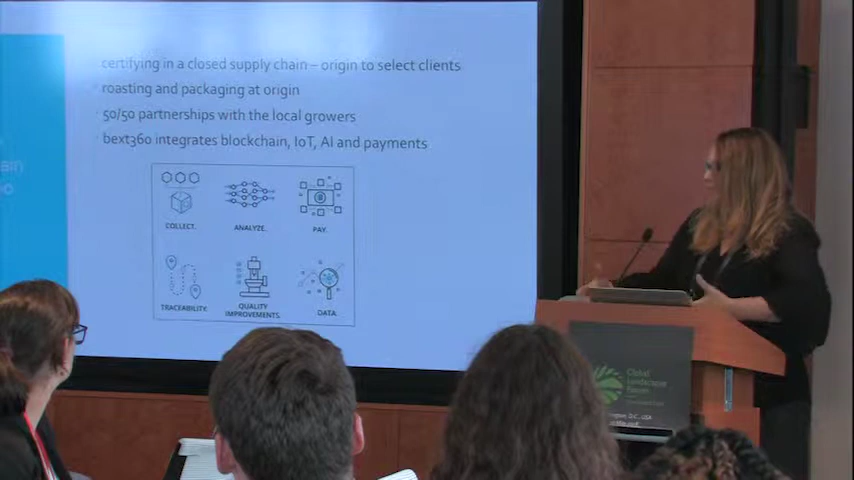 certifying in a closed supply chain – origin to select clients
roasting and packaging at origin
50/50 partnerships with the local growers
bext360 integrates blockchain, IoT, AI and payments
COLLECT.
ANALYZE.
PAY.
TRACEABILITY.
QUALITY
IMPROVEMENTS.
DATA.
Global
Landscapes
Forum
D.C., USA